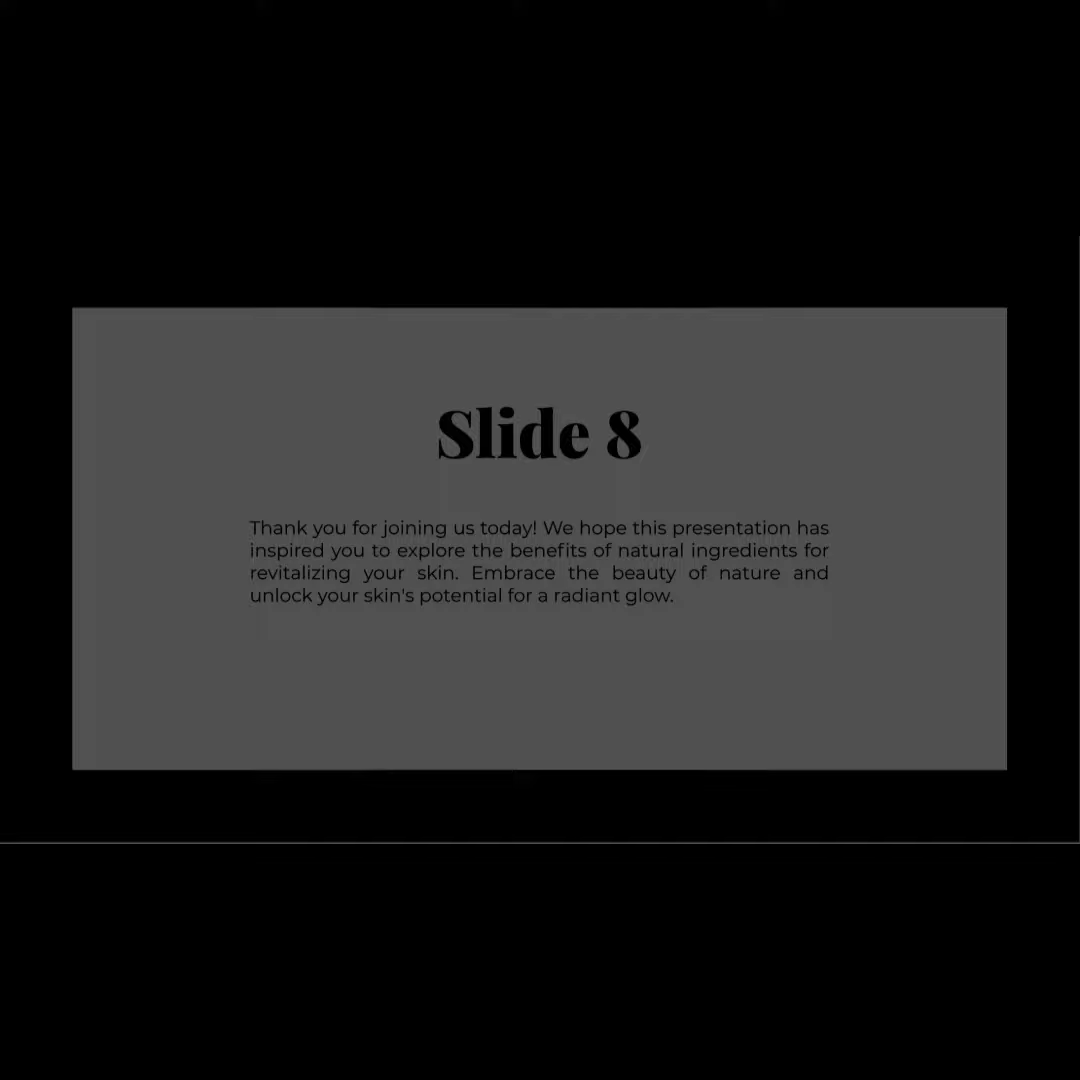 Slide 8
Thank you for joining us today! We hope this presentation has
inspired you to explore the benefits of natural ingredients for
revitalizing your skin. Embrace the beauty of nature and
unlock your skin's potential for a radiant glow.